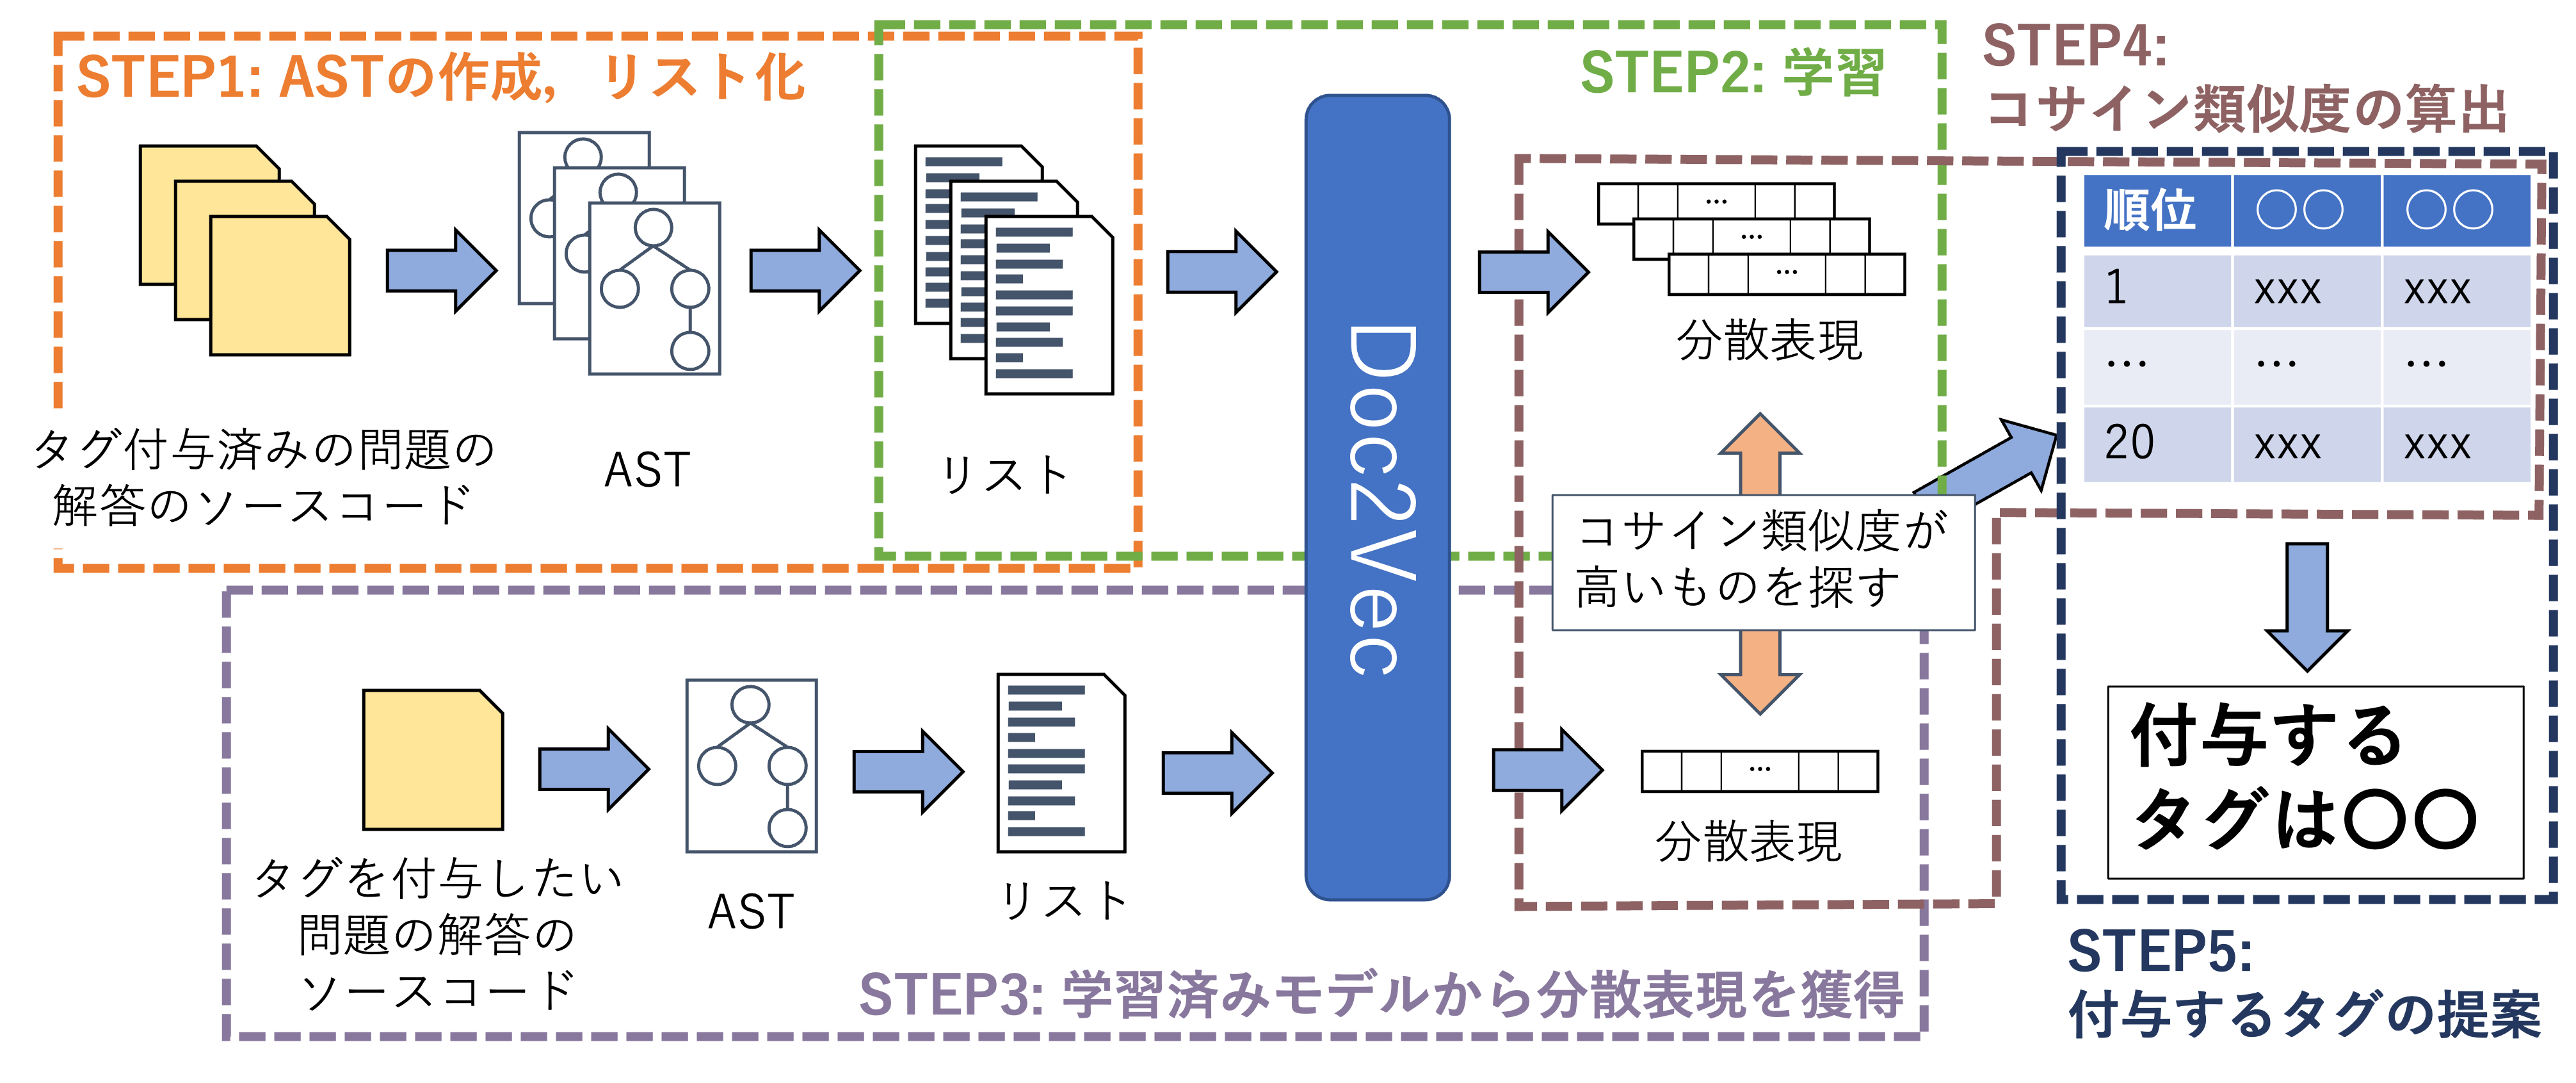 STEP1: ASTの作成，リスト化
タグ付与済みの問題の
解答のソースコード
AST
リスト
STEP2: 学習
Doc2Vec
...
...
...
分散表現
STEP4:
コサイン類似度の算出
順位 〇〇 〇〇
1 xxx xxx
... ... ...
20 xxx xxx
コサイン類似度が
高いものを探す
タグを付与したい
問題の解答の
ソースコード
AST
リスト
...
分散表現
STEP3: 学習済みモデルから分散表現を獲得
付与する
タグは〇〇
STEP5:
付与するタグの提案